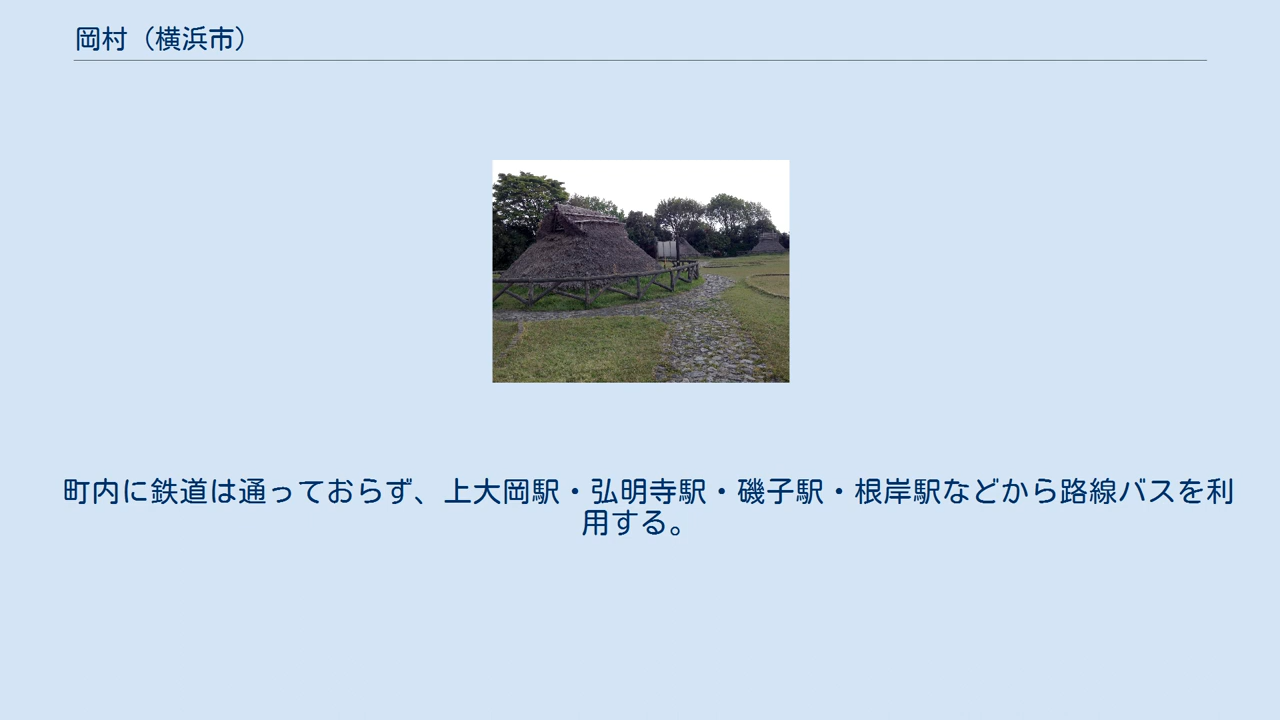 岡村（横浜市）
町内に鉄道は通っておらず、上大岡駅・弘明寺駅・磯子駅・根岸駅などから路線バスを利
用する。